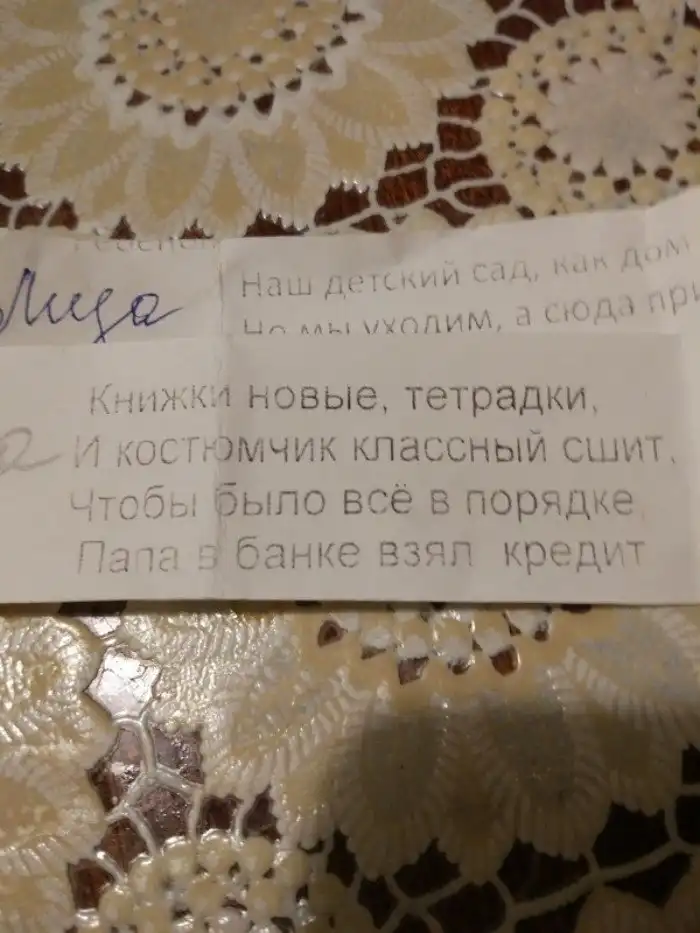 Лиза
Наш детский сад, как дом
Но мы уходим, а сюда при
Книжки новые, тетрадки,
а И костюмчик классный сшит,
Чтобы было всё в порядке
Папа в банке взял кредит